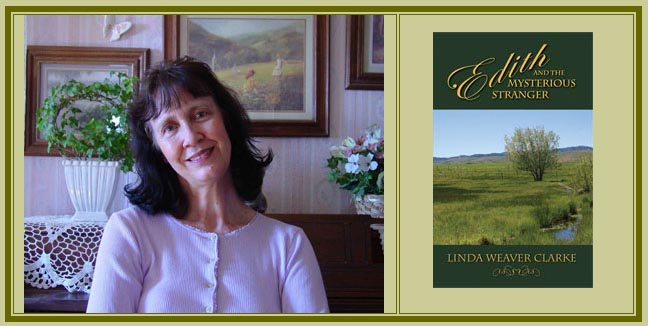 Edith
AND THE
MYSTERIOUS
STRANGER
LINDA WEAVER CLARKE